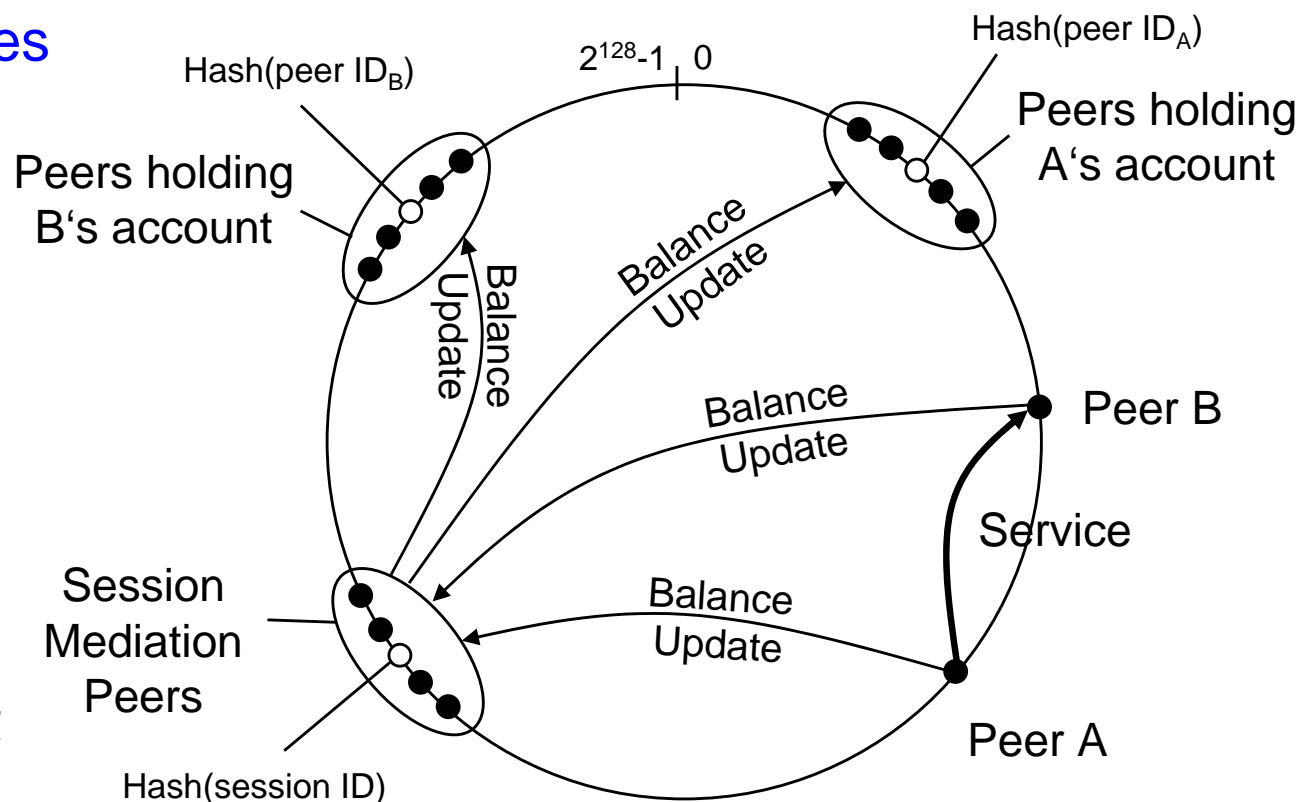 es
Hash(peer ID_A)
2^128-1 0
Hash(peer ID_B)
Peers holding
A‘s account
Peers holding
B‘s account
Balance
Update
Balance
Update
Balance
Update
Peer B
Service
Session
Mediation
Peers
Balance
Update
Peer A
Hash(session ID)